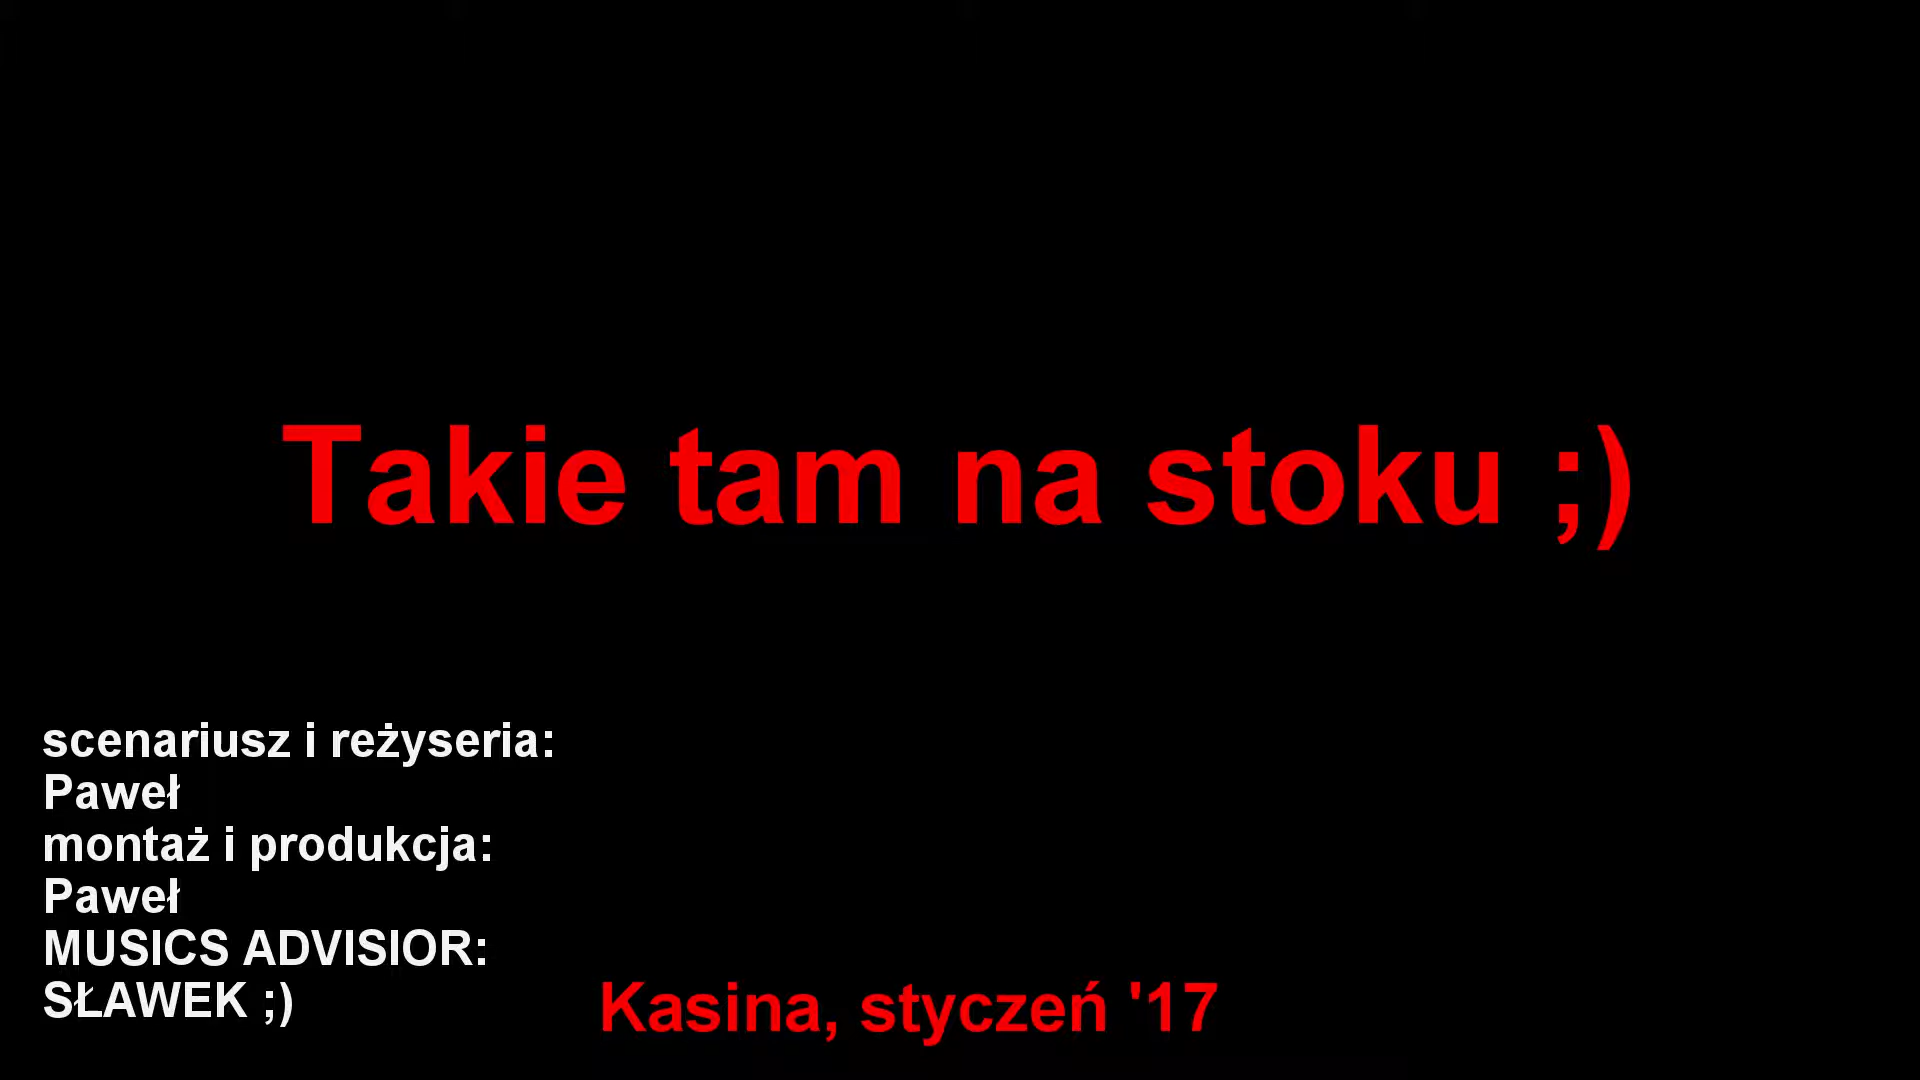 Takie tam na stoku ;)
scenariusz i reżyseria:
Paweł
montaż i produkcja:
Paweł
MUSICS ADVISIOR:
SŁAWEK ;)
Kasina, styczeń '17